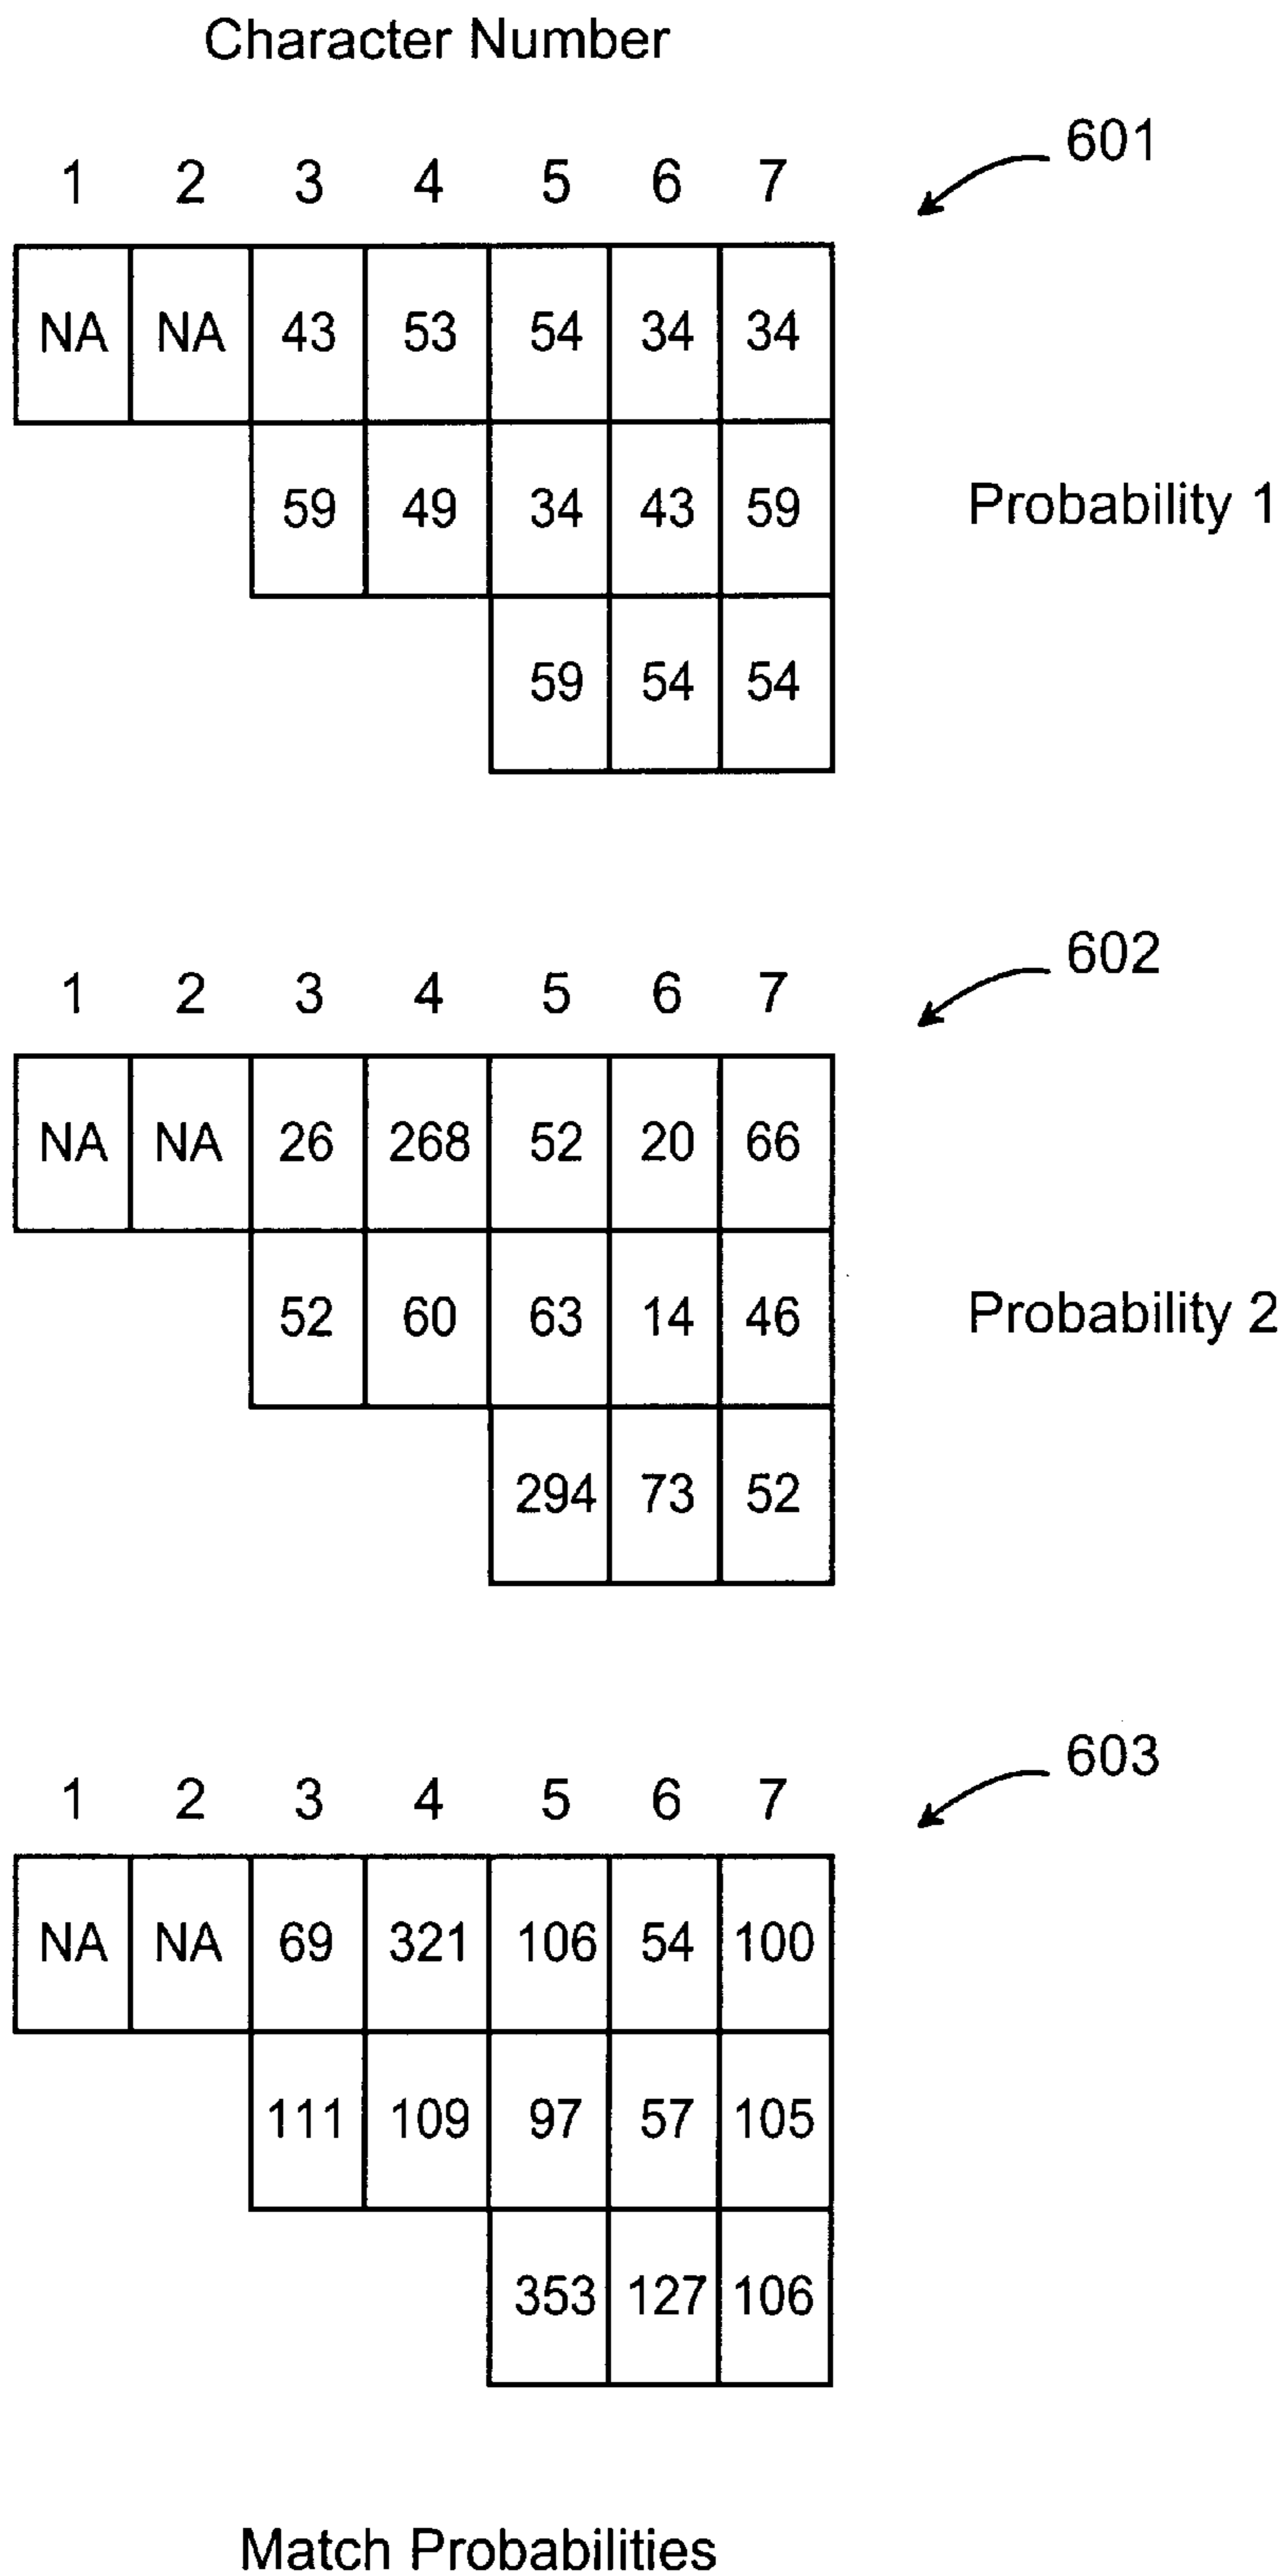 Character Number
601
1 2 3 4 5 6 7
NA NA 43 53 54 34 34
59 49 34 43 59
Probability 1
59 54 54
602
1 2 3 4 5 6 7
NA NA 26 268 52 20 66
52 60 63 14 46
Probability 2
294 73 52
603
1 2 3 4 5 6 7
NA NA 69 321 106 54 100
111 109 97 57 105
353 127 106
Match Probabilities